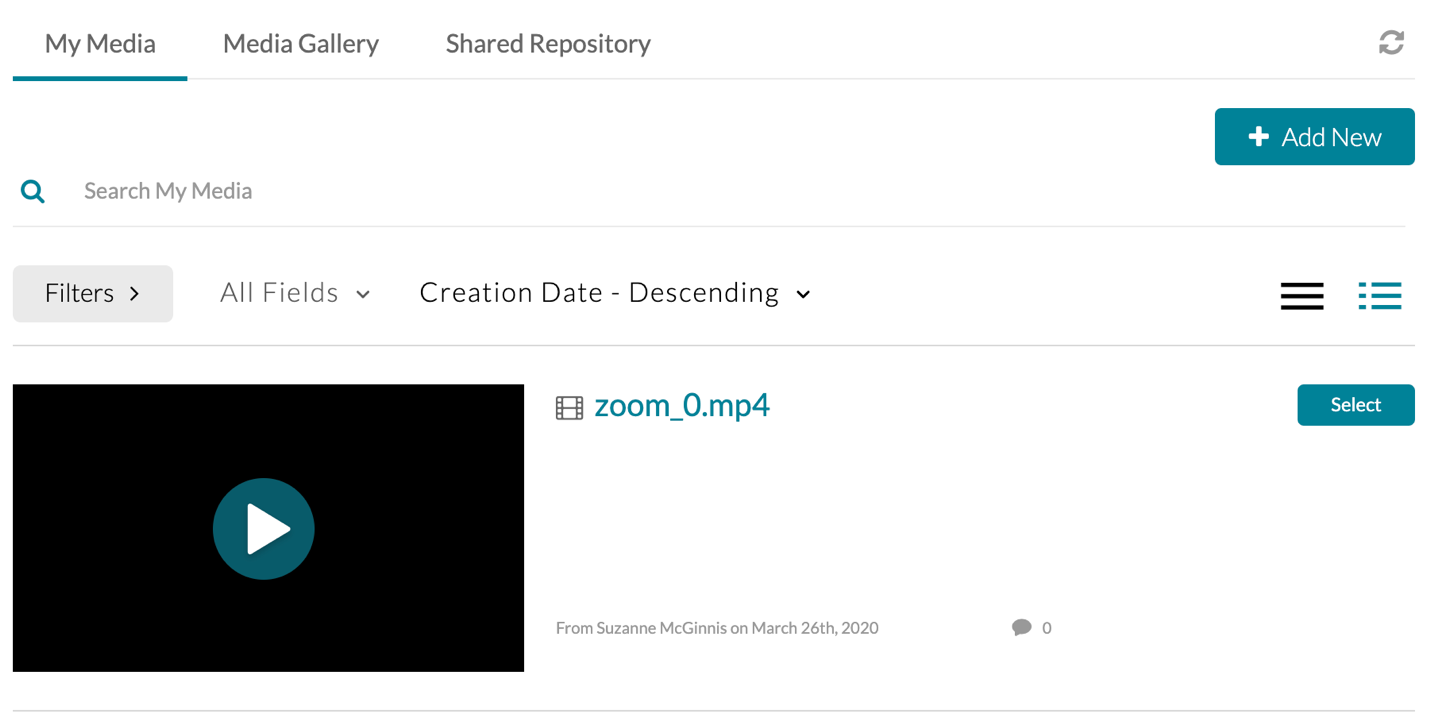 My Media Media Gallery Shared Repository
Add New
Search My Media
Filters All Fields Creation Date - Descending
zoom_0.mp4 Select
From Suzanne McGinnis on March 26th, 2020 0